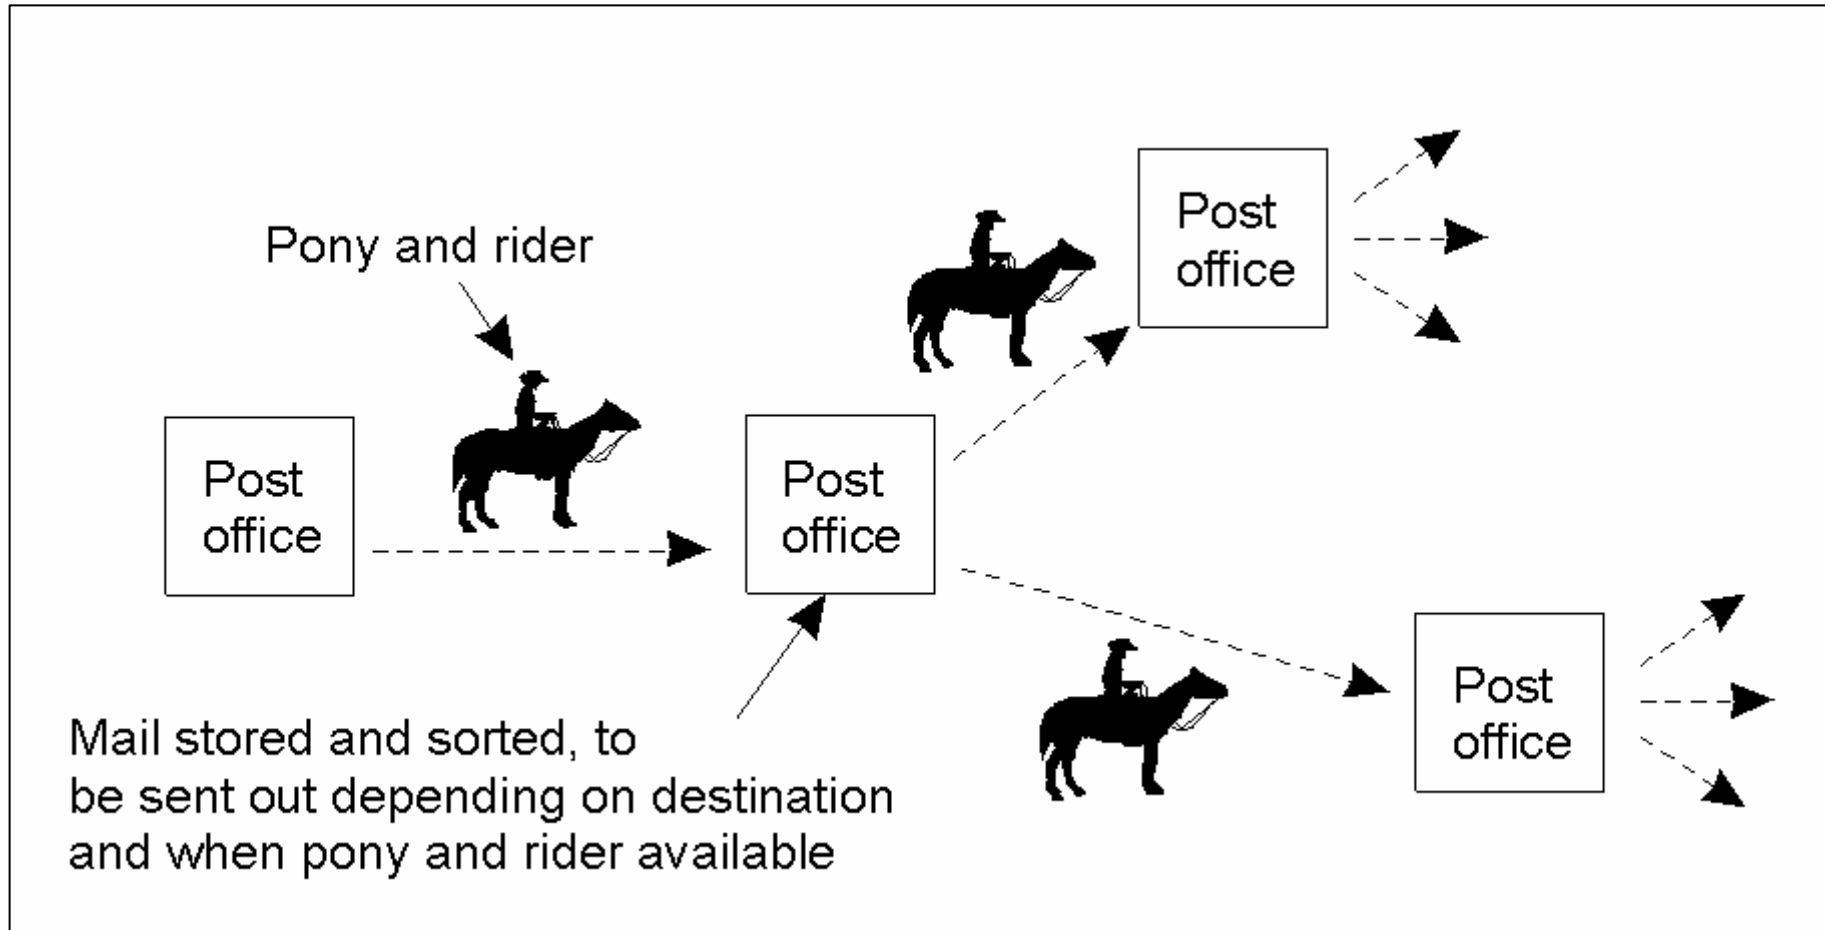 Pony and rider
Post
office
Post
office
Post
office
Post
office
Mail stored and sorted, to
be sent out depending on destination
and when pony and rider available